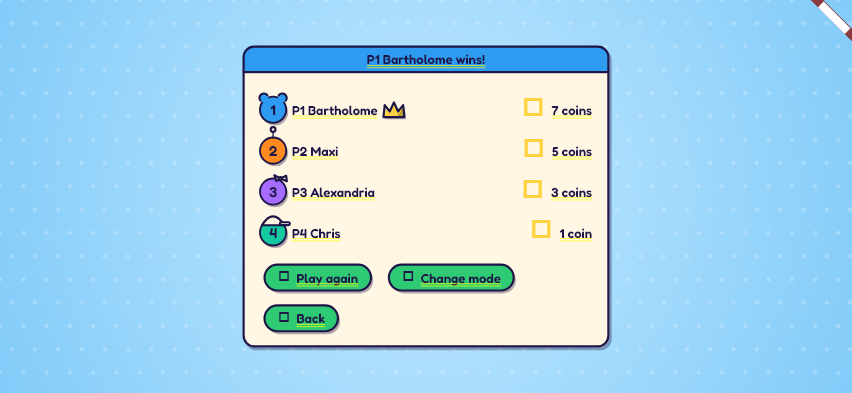 P1 Bartholome wins!
1 P1 Bartholome 7 coins
2 P2 Maxi 5 coins
3 P3 Alexandria 3 coins
4 P4 Chris 1 coin
Play again Change mode
Back